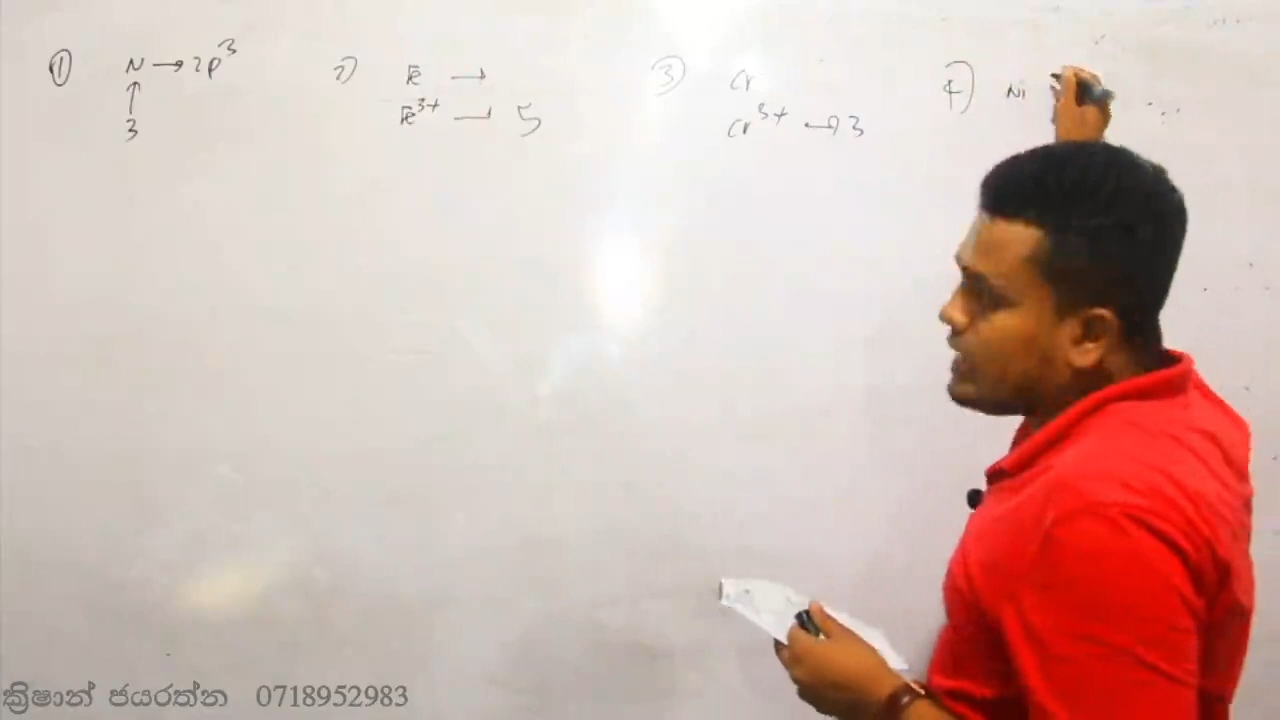 ① N → 2p³
↑
3
2) Fe →
Fe³⁺ → 5
③ Cr
Cr³⁺ → 3
4) Ni
ක්‍රිෂාන් ජයරත්න 0718952983